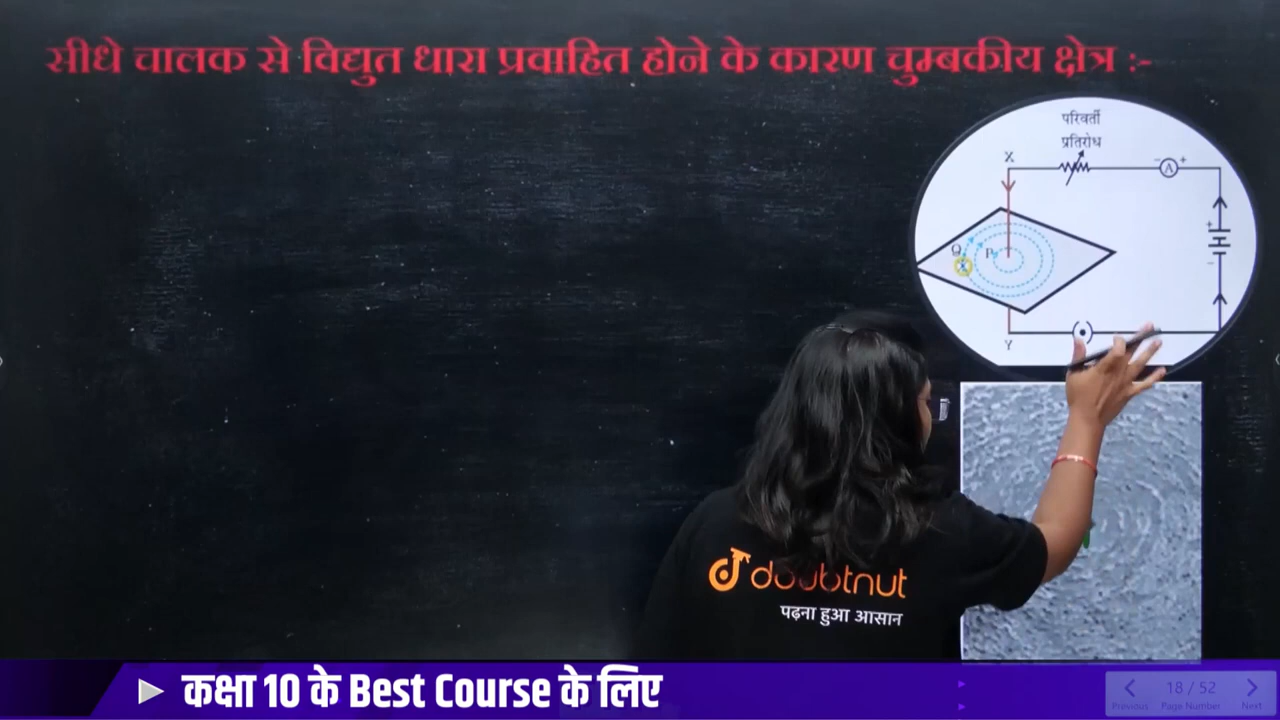 सीधे चालक से विद्युत धारा प्रवाहित होने के कारण चुम्बकीय क्षेत्र :-
परिवर्ती
प्रतिरोध
X
- A +
+
Q
P
-
Y
doubtnut
पढ़ना हुआ आसान
कक्षा 10 के Best Course के लिए
18 / 52
Previous Page Number Next